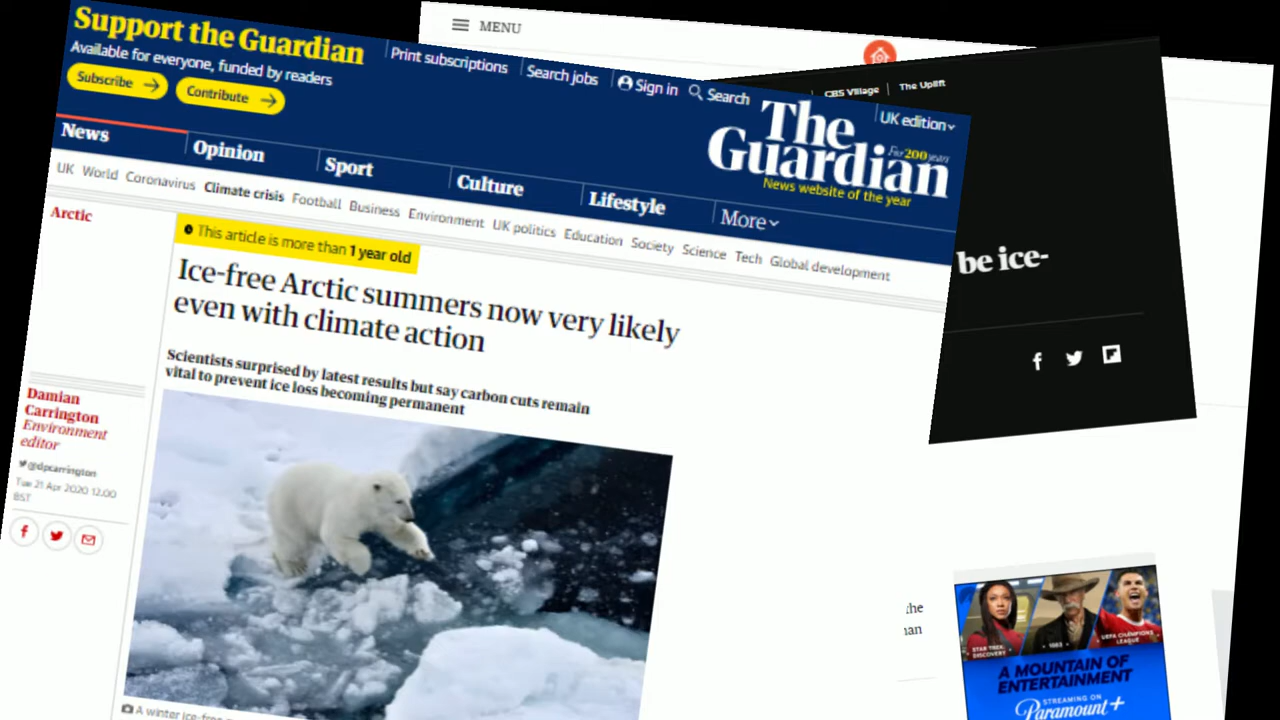 MENU
Support the Guardian
Available for everyone, funded by readers
Subscribe
Contribute
Print subscriptions
Search jobs
Sign in
Search
CBS Village
The Uplift
UK edition
The
Guardian
For 200 years
News website of the year
News
Opinion
Sport
Culture
Lifestyle
More
UK World Coronavirus Climate crisis Football Business Environment UK politics Education Society Science Tech Global development
Arctic
This article is more than 1 year old
be ice-
Ice-free Arctic summers now very likely
even with climate action
Scientists surprised by latest results but say carbon cuts remain
vital to prevent ice loss becoming permanent
Damian
Carrington
Environment
editor
@dpcarrington
Tue 21 Apr 2020 12.00
BST
the
STAR TREK:
DISCOVERY
1883
UEFA CHAMPIONS
LEAGUE
A MOUNTAIN OF
ENTERTAINMENT
STREAMING ON
Paramount+
A winter ice-free